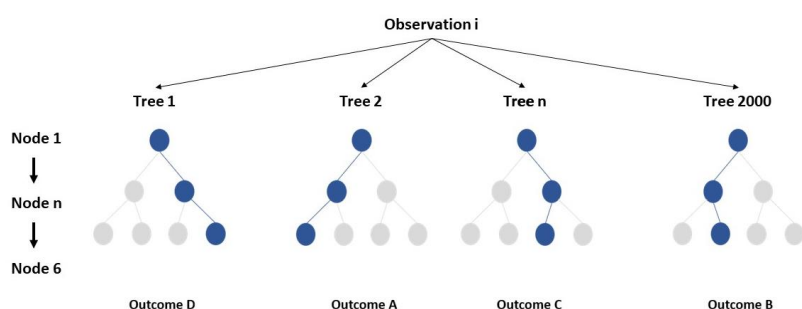 Observation i
Tree 1
Tree 2
Tree n
Tree 2000
Node 1
Node n
Node 6
Outcome D
Outcome A
Outcome C
Outcome B